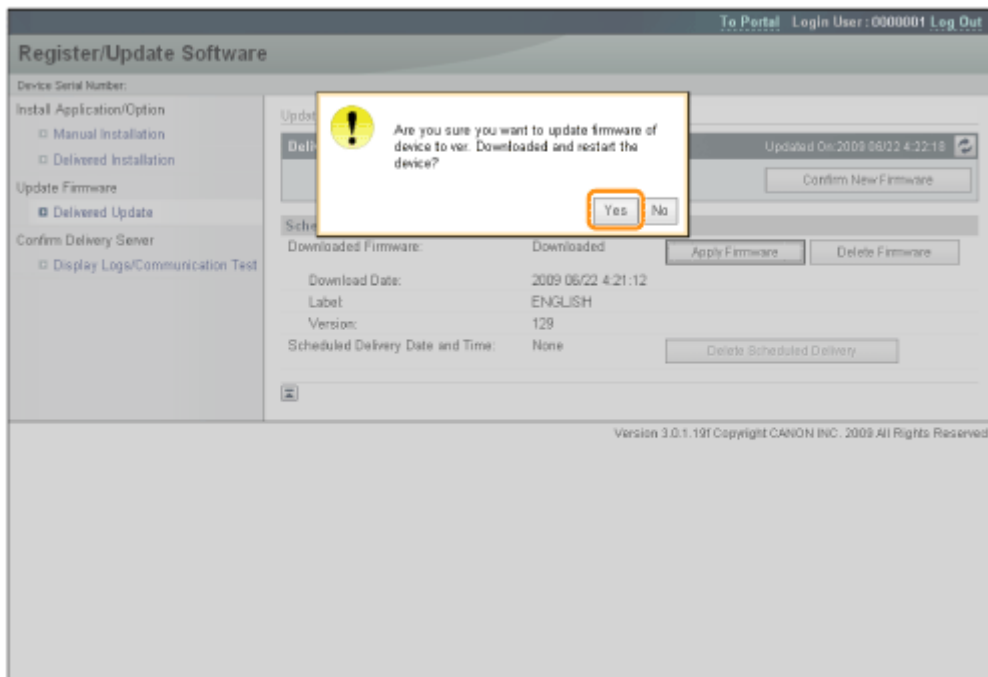 To Portal Login User : 0000001 Log Out
Register/Update Software
Device Serial Number:
Install Application/Option
Manual Installation
Delivered Installation
Update Firmware
Delivered Update
Confirm Delivery Server
Display Logs/Communication Test
Updat
Deli
Updated On:2009 06/22 4:22:18
Confirm New Firmware
Are you sure you want to update firmware of
device to ver. Downloaded and restart the
device?
Yes No
Sche
Downloaded Firmware: Downloaded Apply Firmware Delete Firmware
Download Date: 2009 06/22 4:21:12
Label: ENGLISH
Version: 129
Scheduled Delivery Date and Time: None Delete Scheduled Delivery
Version 3.0.1.19f Copyright CANON INC. 2009 All Rights Reserved